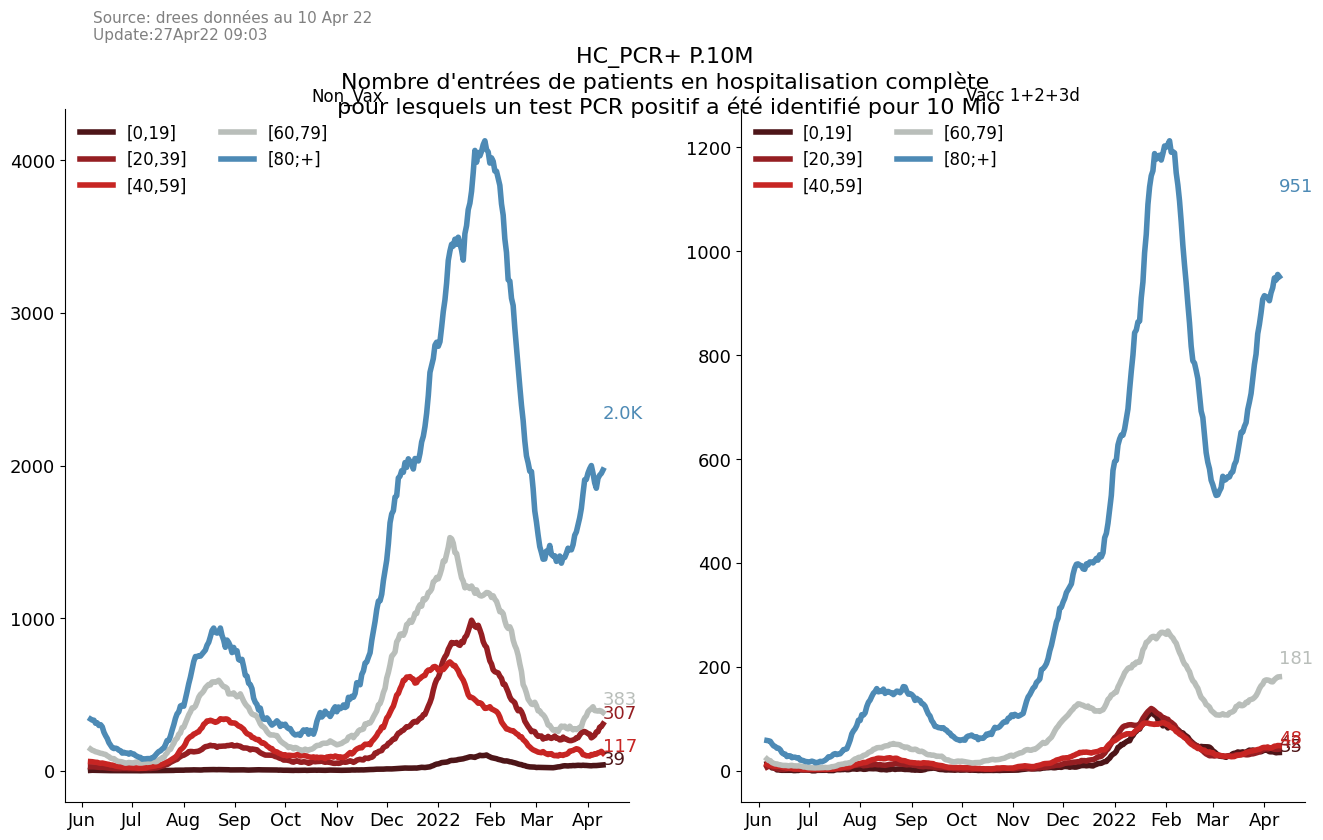 Source: drees données au 10 Apr 22
Update:27Apr22 09:03
HC_PCR+ P.10M
Nombre d'entrées de patients en hospitalisation complète
pour lesquels un test PCR positif a été identifié pour 10 Mio
Non_Vax
[0,19] [60,79]
[20,39] [80;+]
[40,59]
4000
3000
2000
1000
0
2.0K
383
307
117
39
Jun Jul Aug Sep Oct Nov Dec 2022 Feb Mar Apr
Vacc 1+2+3d
[0,19] [60,79]
[20,39] [80;+]
[40,59]
1200
1000
800
600
400
200
0
951
181
48
35
Jun Jul Aug Sep Oct Nov Dec 2022 Feb Mar Apr